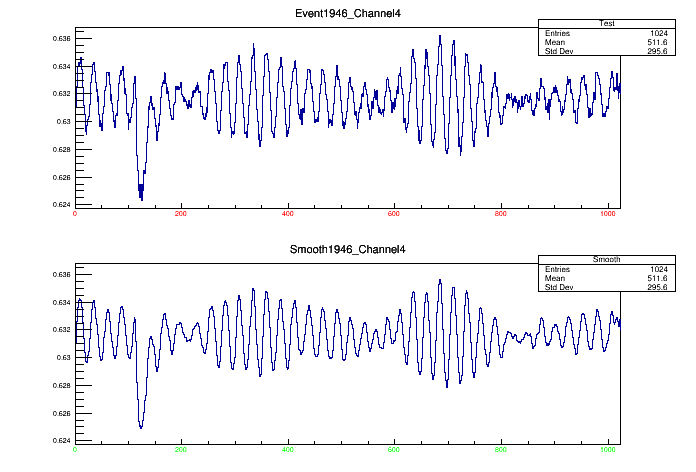 Event1946_Channel4
Test
Entries 1024
Mean 511.6
Std Dev 295.6
0.636
0.634
0.632
0.63
0.628
0.626
0.624
0 200 400 600 800 1000
Smooth1946_Channel4
Smooth
Entries 1024
Mean 511.6
Std Dev 295.6
0.636
0.634
0.632
0.63
0.628
0.626
0.624
0 200 400 600 800 1000